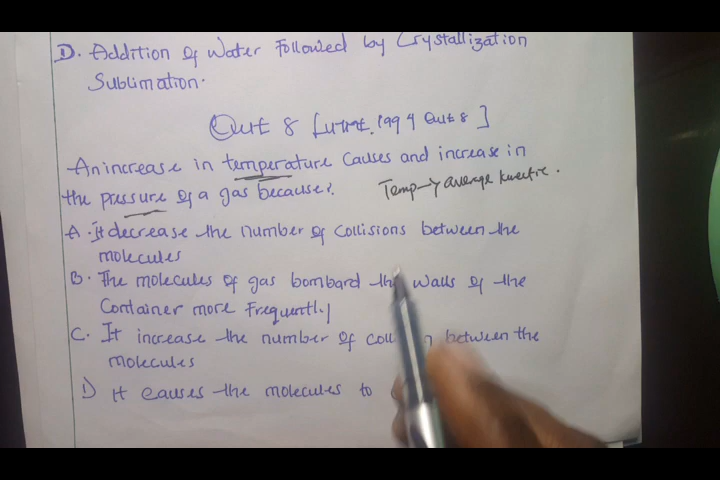 D. Addition of Water Followed by Crystallization
Sublimation.
Qut 8 [Utme, 1994 Qut 8 ]
An increase in temperature Causes and increase in
the pressure of a gas because?
Temp → average kinetic.
A. It decrease the number of collisions between the
molecules
B. The molecules of gas bombard the walls of the
Container more Frequently
C. It increase the number of between the
molecules
D It causes the molecules to